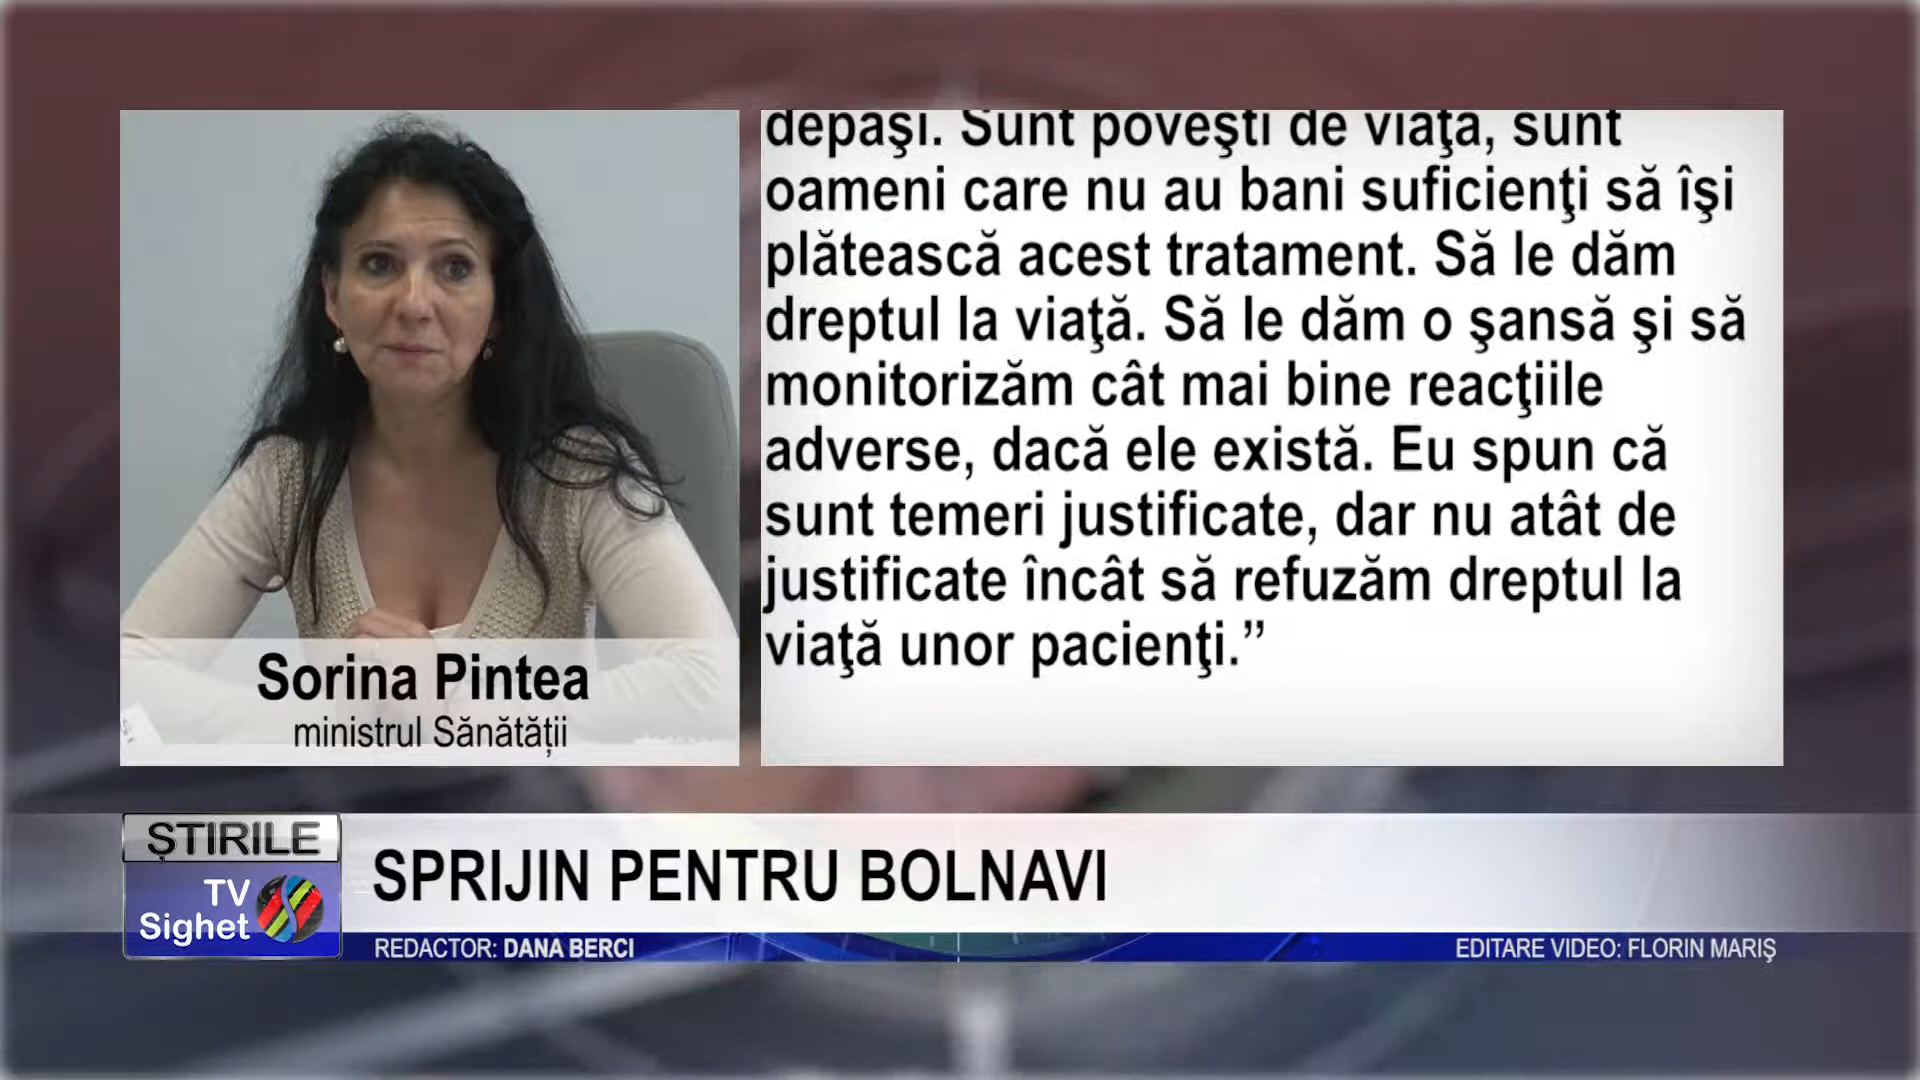 depăşi. Sunt poveşti de viaţă, sunt
oameni care nu au bani suficienţi să îşi
plătească acest tratament. Să le dăm
dreptul la viaţă. Să le dăm o şansă şi să
monitorizăm cât mai bine reacţiile
adverse, dacă ele există. Eu spun că
sunt temeri justificate, dar nu atât de
justificate încât să refuzăm dreptul la
viaţă unor pacienţi.”
Sorina Pintea
ministrul Sănătății
ȘTIRILE
TV
Sighet
SPRIJIN PENTRU BOLNAVI
REDACTOR: DANA BERCI
EDITARE VIDEO: FLORIN MARIŞ